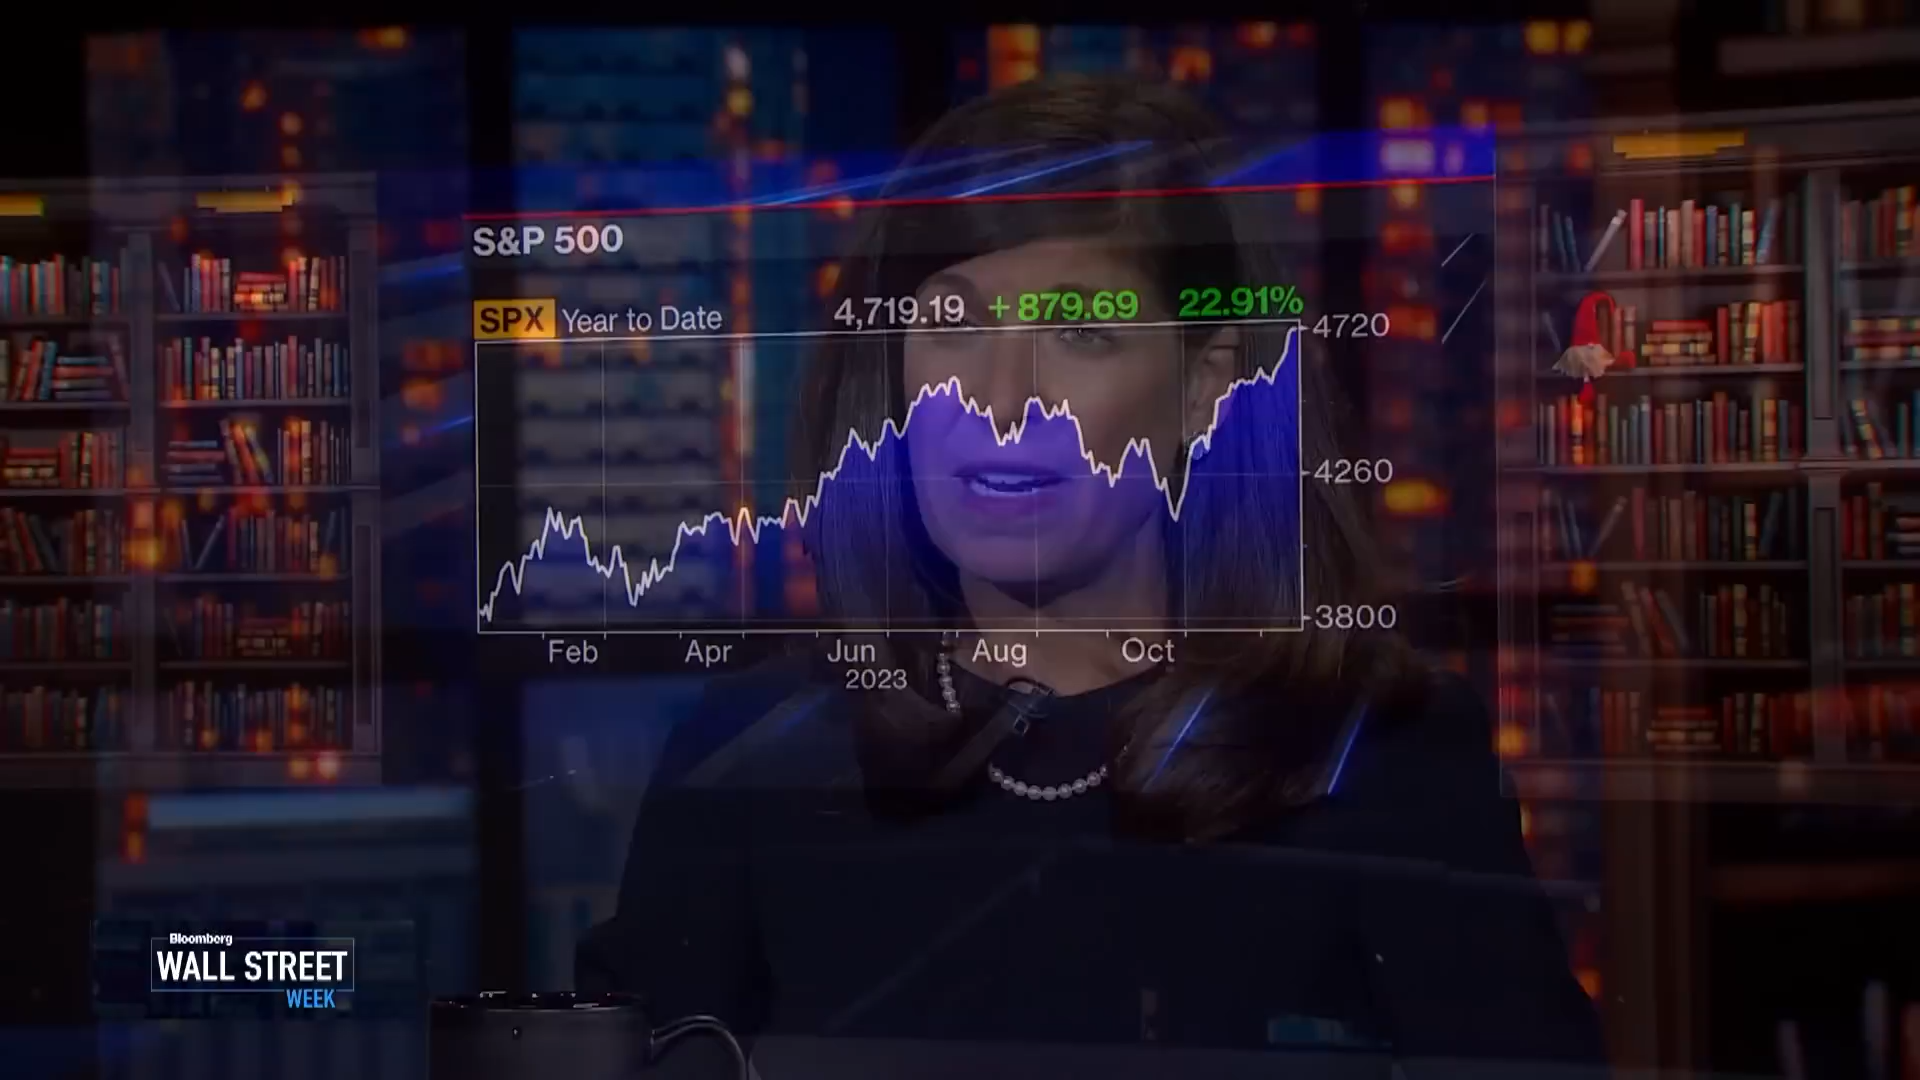 S&P 500
SPX Year to Date 4,719.19 +879.69 22.91%
4720
4260
3800
Feb Apr Jun Aug Oct
2023
Bloomberg
WALL STREET
WEEK